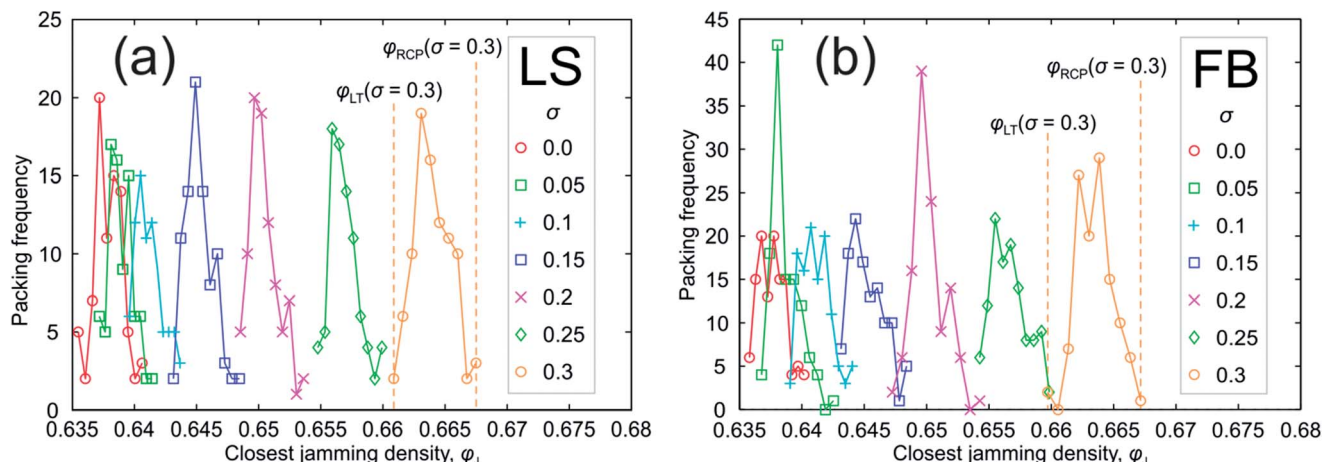 (a)
LS
φRCP(σ = 0.3)
φLT(σ = 0.3)
σ
0.0
0.05
0.1
0.15
0.2
0.25
0.3
Packing frequency
25
20
15
10
5
0
0.635 0.64 0.645 0.65 0.655 0.66 0.665 0.67 0.675 0.68
Closest jamming density, φ
(b)
FB
φRCP(σ = 0.3)
φLT(σ = 0.3)
σ
0.0
0.05
0.1
0.15
0.2
0.25
0.3
Packing frequency
45
40
35
30
25
20
15
10
5
0
0.635 0.64 0.645 0.65 0.655 0.66 0.665 0.67 0.675 0.68
Closest jamming density, φ